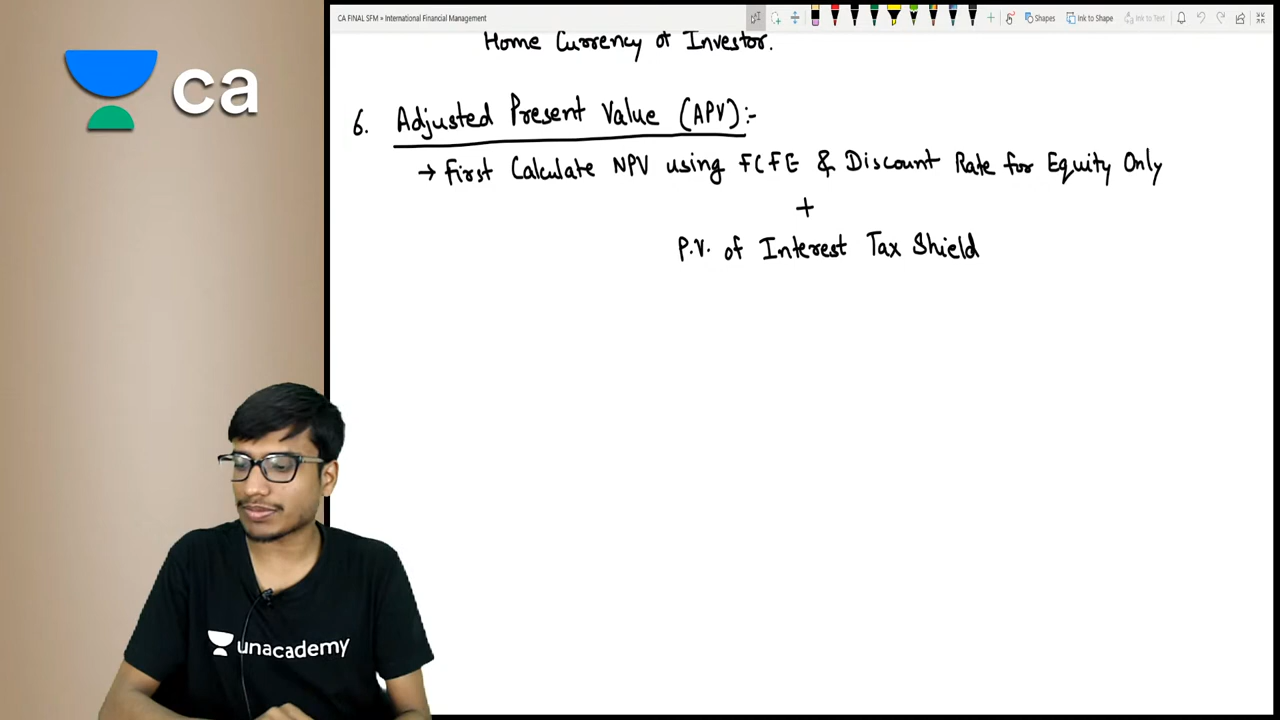 CA FINAL SFM » International Financial Management
Shapes
Ink to Shape
Ink to Text
ca
Home Currency of Investor.
6. Adjusted Present Value (APV):-
→ First Calculate NPV using FCFE & Discount Rate for Equity Only
+
P.V. of Interest Tax Shield
unacademy